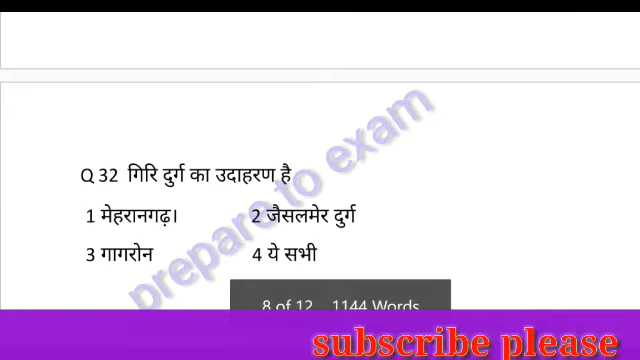 Q 32 गिरि दुर्ग का उदाहरण है
1 मेहरानगढ़।
2 जैसलमेर दुर्ग
3 गागरोन
4 ये सभी
prepare to exam
8 of 12 1144 Words
subscribe please